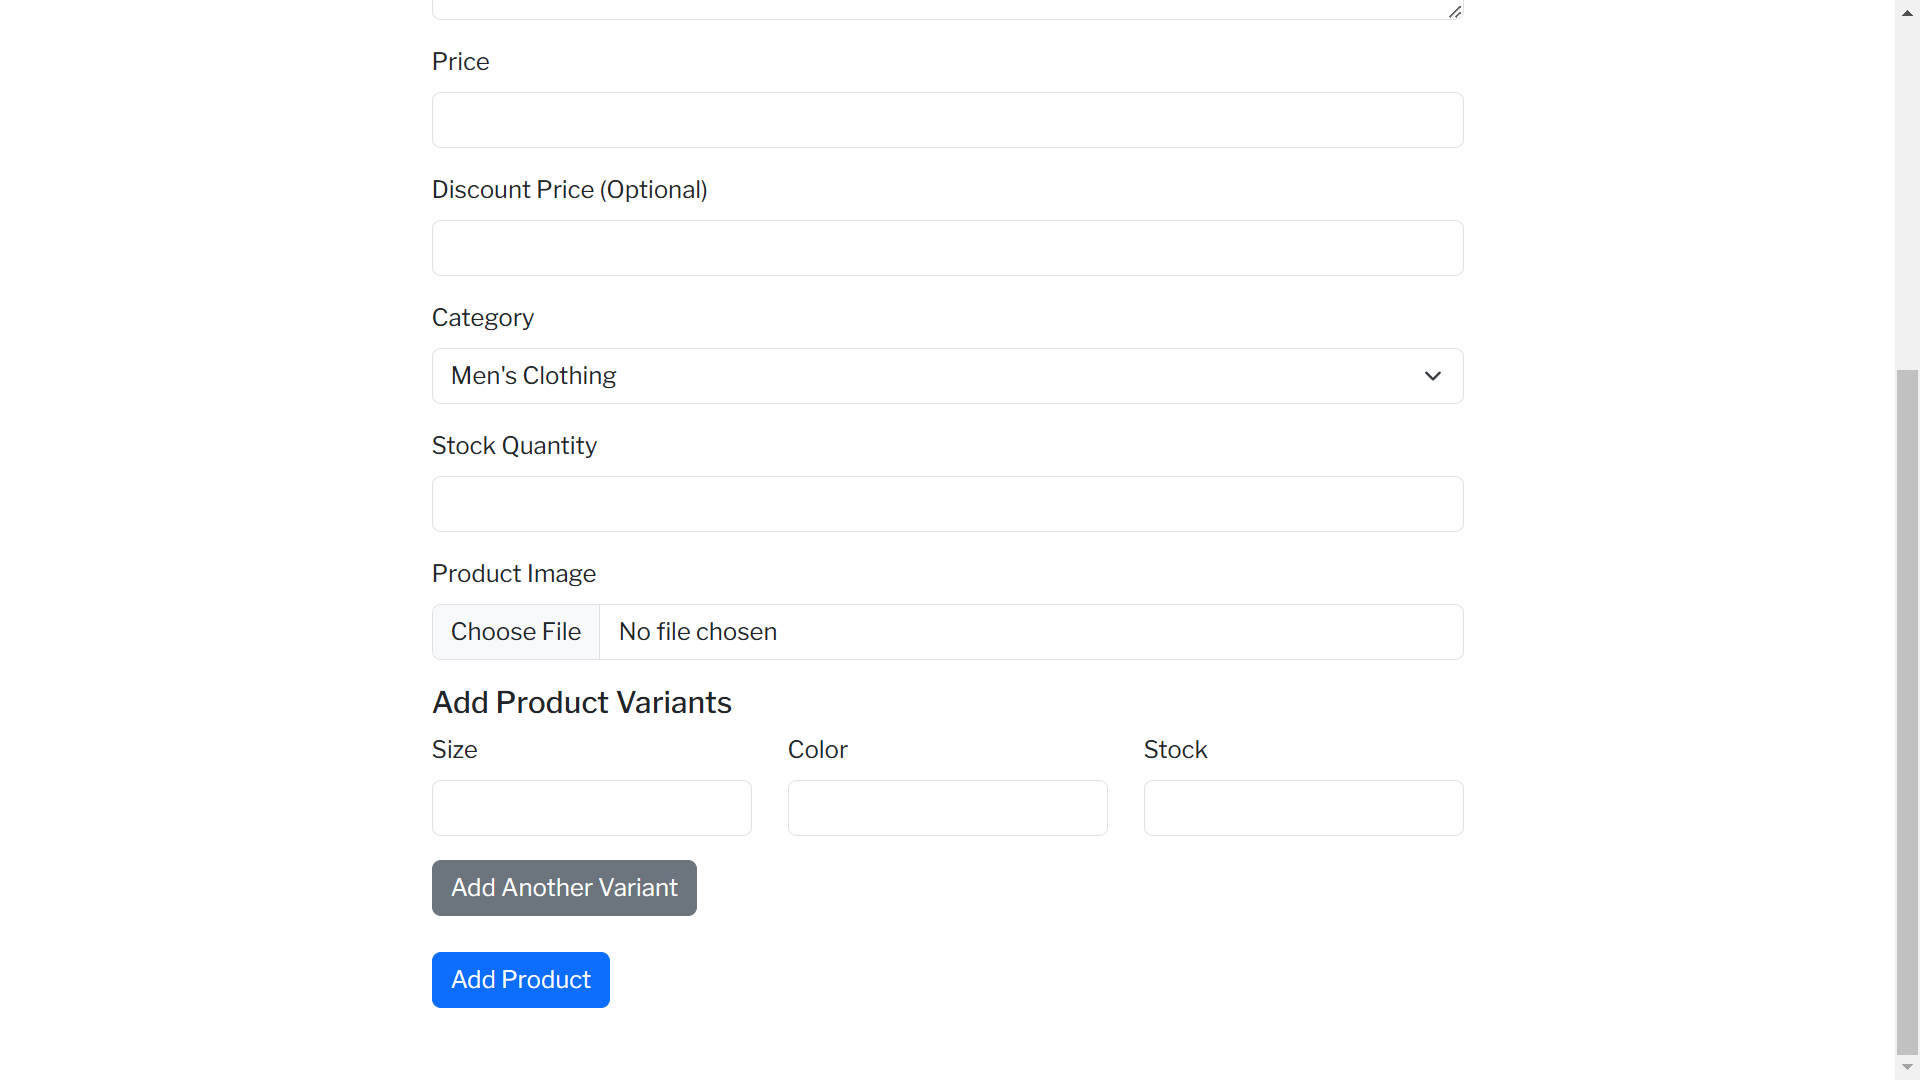 Price
Discount Price (Optional)
Category
Men's Clothing
Stock Quantity
Product Image
Choose File No file chosen
Add Product Variants
Size Color Stock
Add Another Variant
Add Product